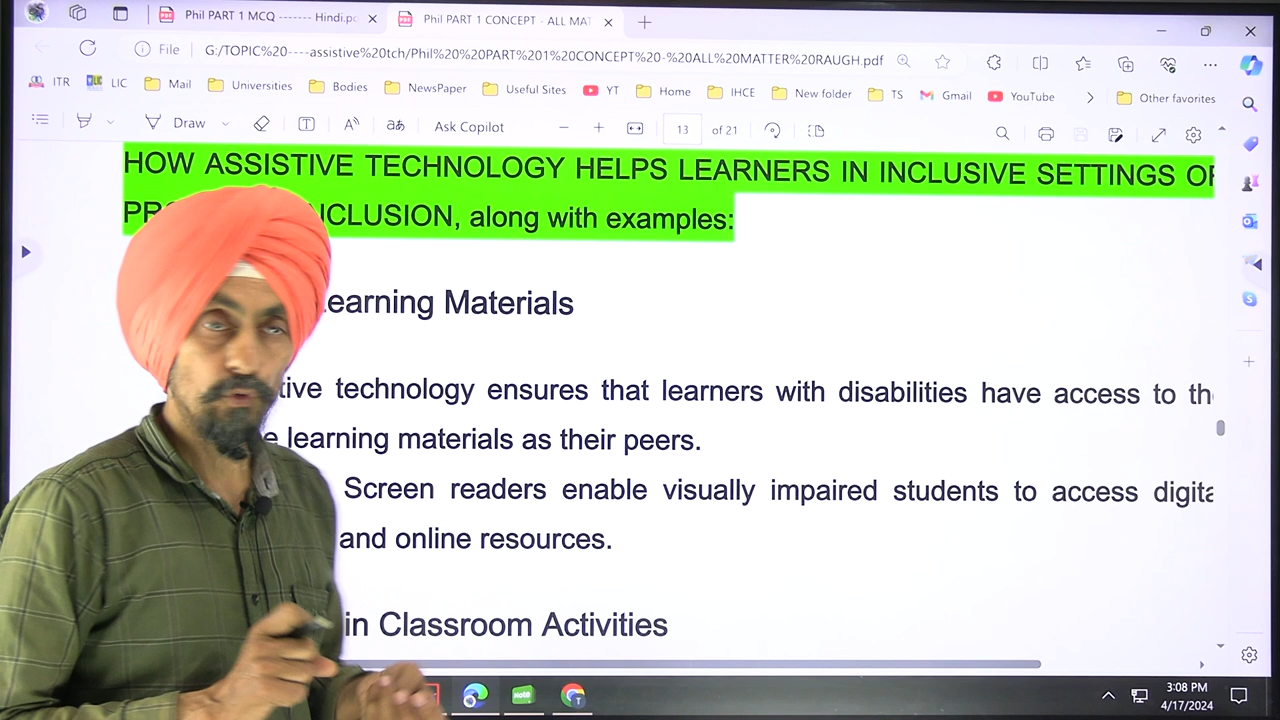 Phil PART 1 MCQ ------- Hindi.p
Phil PART 1 CONCEPT - ALL MAT
File
G:/TOPIC%20----assistive%20tch/Phil%20%20PART%201%20CONCEPT%20-%20ALL%20MATTER%20RAUGH.pdf
ITR LIC Mail Universities Bodies NewsPaper Useful Sites YT Home IHCE New folder TS Gmail YouTube Other favorites
Draw Ask Copilot 13 of 21
HOW ASSISTIVE TECHNOLOGY HELPS LEARNERS IN INCLUSIVE SETTINGS OR
PR NCLUSION, along with examples:
Learning Materials
tive technology ensures that learners with disabilities have access to th
e learning materials as their peers.
Screen readers enable visually impaired students to access digita
and online resources.
in Classroom Activities
Note
3:08 PM
4/17/2024